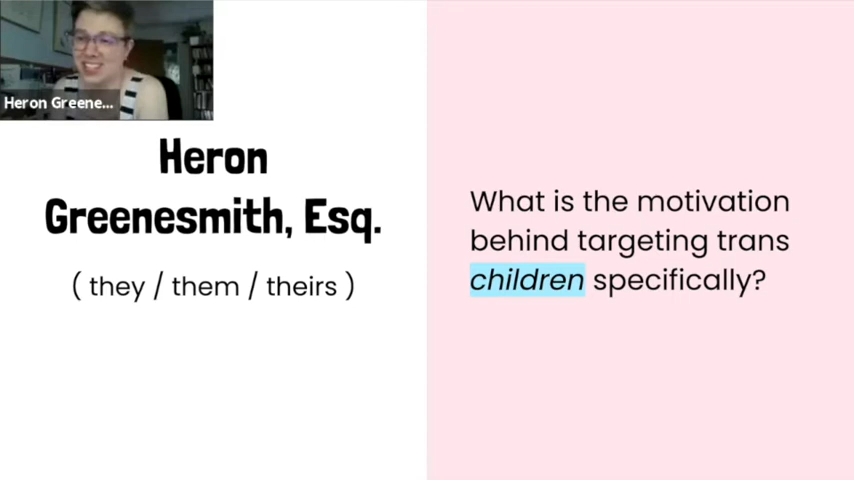 Heron Greene...
Heron
Greenesmith, Esq.
( they / them / theirs )
What is the motivation
behind targeting trans
children specifically?